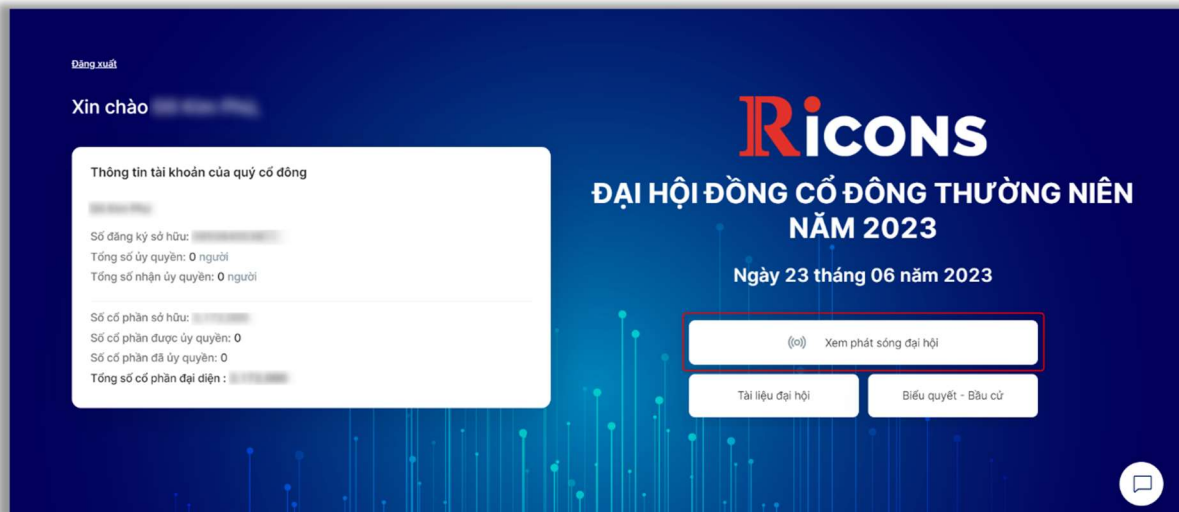 Đăng xuất
Xin chào
Thông tin tài khoản của quý cổ đông
Số đăng ký sở hữu:
Tổng số ủy quyền: 0 người
Tổng số nhận ủy quyền: 0 người
Số cổ phần sở hữu:
Số cổ phần được ủy quyền: 0
Số cổ phần đã ủy quyền: 0
Tổng số cổ phần đại diện :
RICONS
ĐẠI HỘI ĐỒNG CỔ ĐÔNG THƯỜNG NIÊN
NĂM 2023
Ngày 23 tháng 06 năm 2023
Xem phát sóng đại hội
Tài liệu đại hội
Biểu quyết - Bầu cử